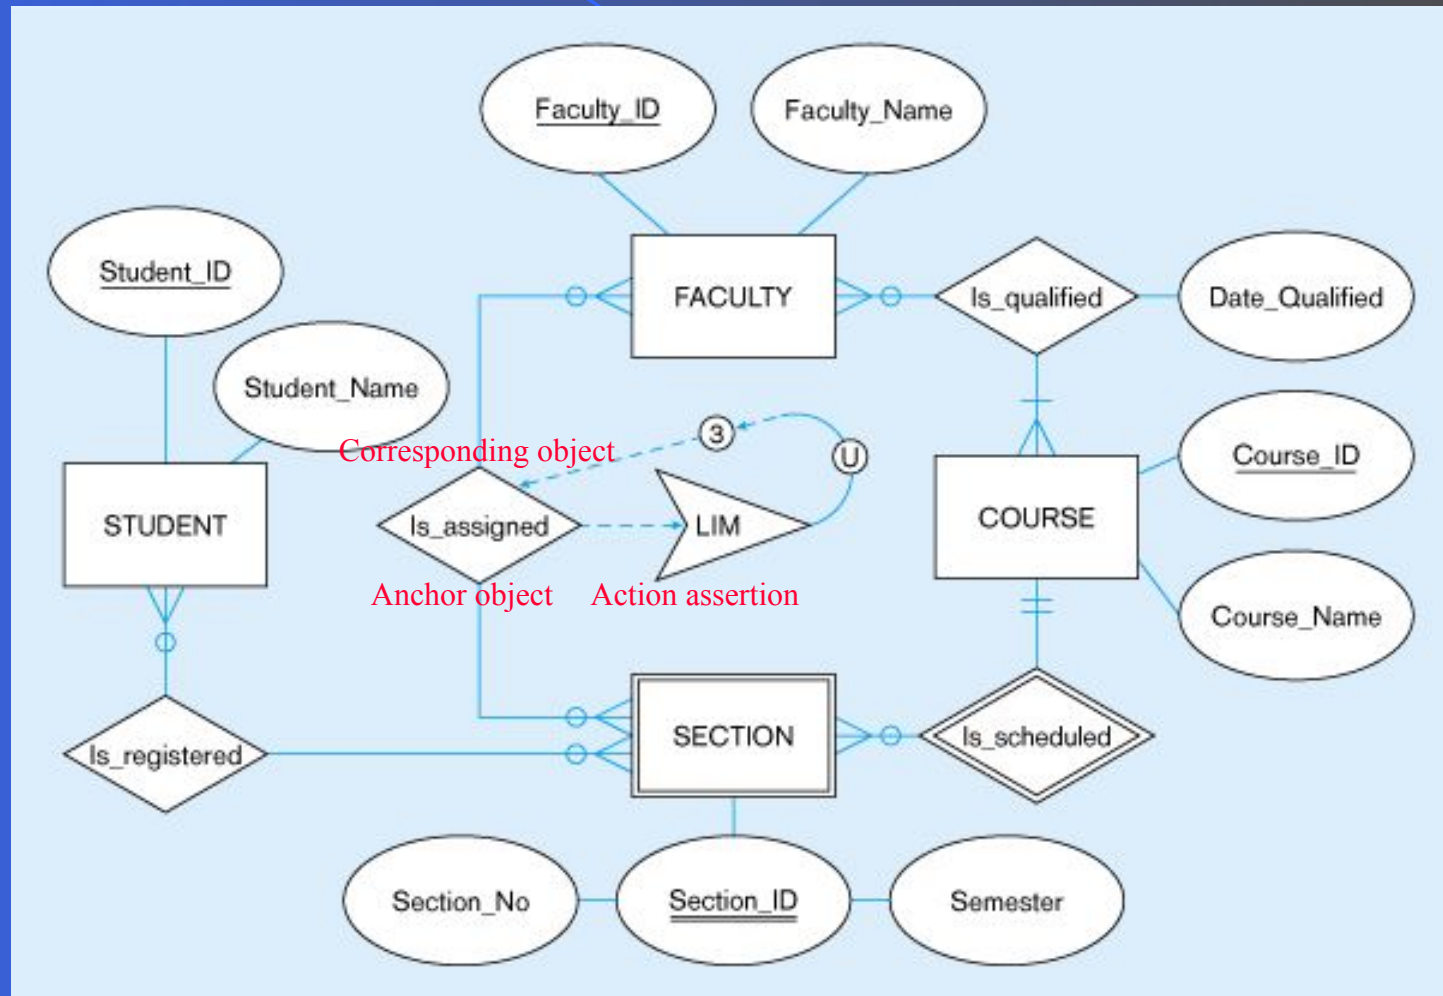 Faculty_ID
Faculty_Name
Student_ID
FACULTY
Is_qualified
Date_Qualified
Student_Name
Corresponding object
3
U
Course_ID
STUDENT
Is_assigned
LIM
COURSE
Anchor object
Action assertion
Course_Name
Is_registered
SECTION
Is_scheduled
Section_No
Section_ID
Semester